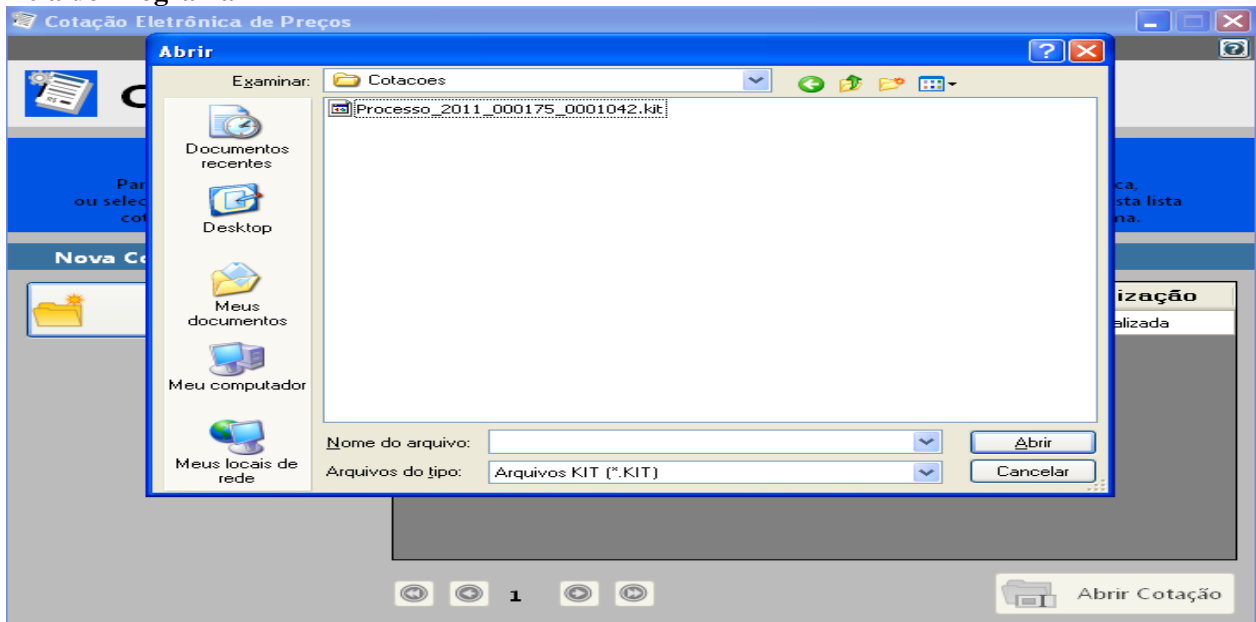 Cotação Eletrônica de Preços
Abrir
Examinar:
Cotacoes
C
Processo_2011_000175_0001042.kit
Documentos
recentes
Par
ca,
ou selec
sta lista
cot
na.
Desktop
Nova Co
Meus
documentos
ização
alizada
Meu computador
Nome do arquivo:
Abrir
Meus locais de
rede
Arquivos do tipo:
Arquivos KIT (*.KIT)
Cancelar
1
Abrir Cotação